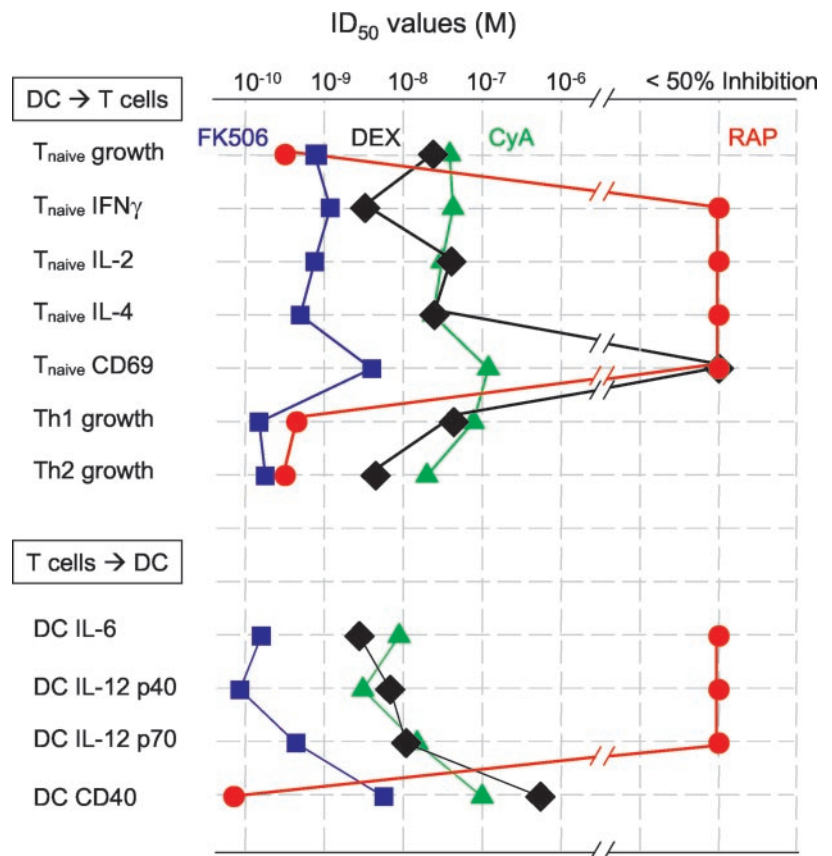 ID50 values (M)
10-10 10-9 10-8 10-7 10-6 < 50% Inhibition
DC → T cells
FK506 DEX CyA RAP
Tnaive growth
Tnaive IFNγ
Tnaive IL-2
Tnaive IL-4
Tnaive CD69
Th1 growth
Th2 growth
T cells → DC
DC IL-6
DC IL-12 p40
DC IL-12 p70
DC CD40